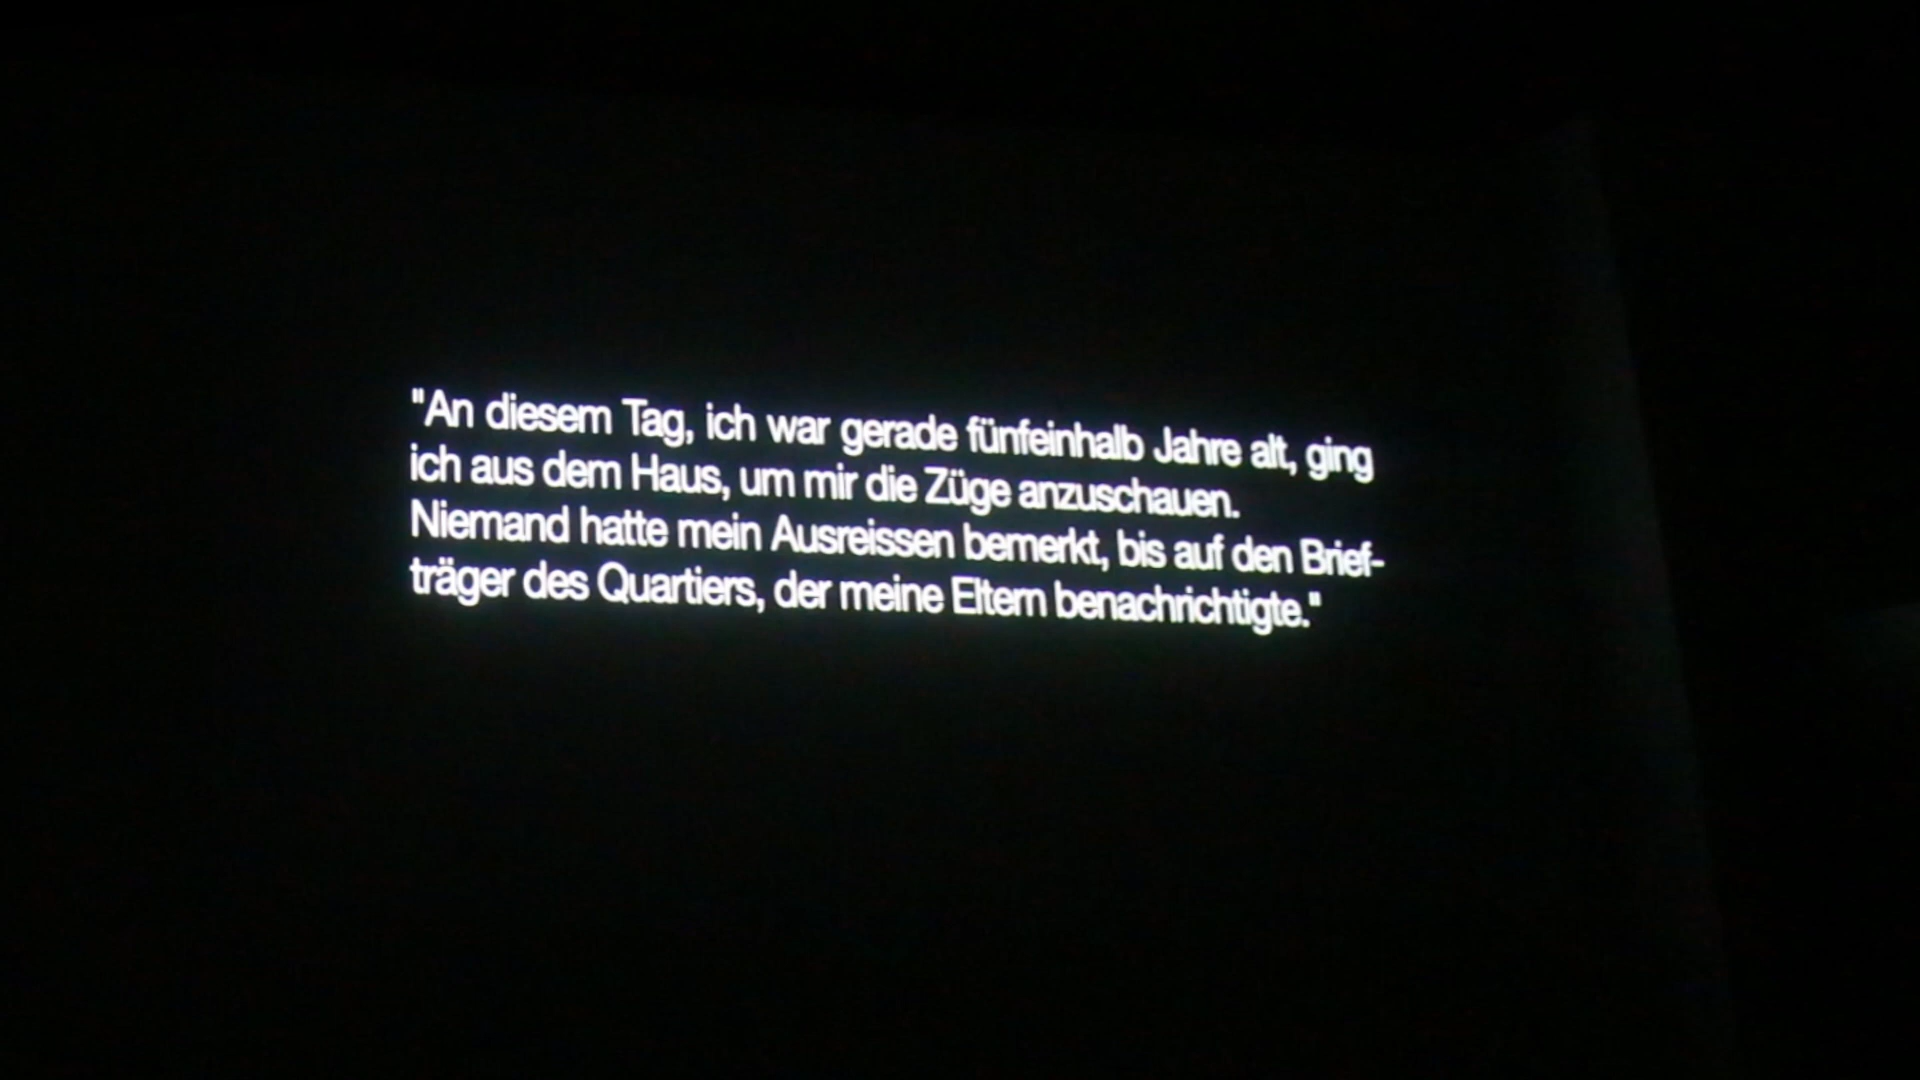 "An diesem Tag, ich war gerade fünfeinhalb Jahre alt, ging
ich aus dem Haus, um mir die Züge anzuschauen.
Niemand hatte mein Ausreissen bemerkt, bis auf den Brief-
träger des Quartiers, der meine Eltern benachrichtigte."